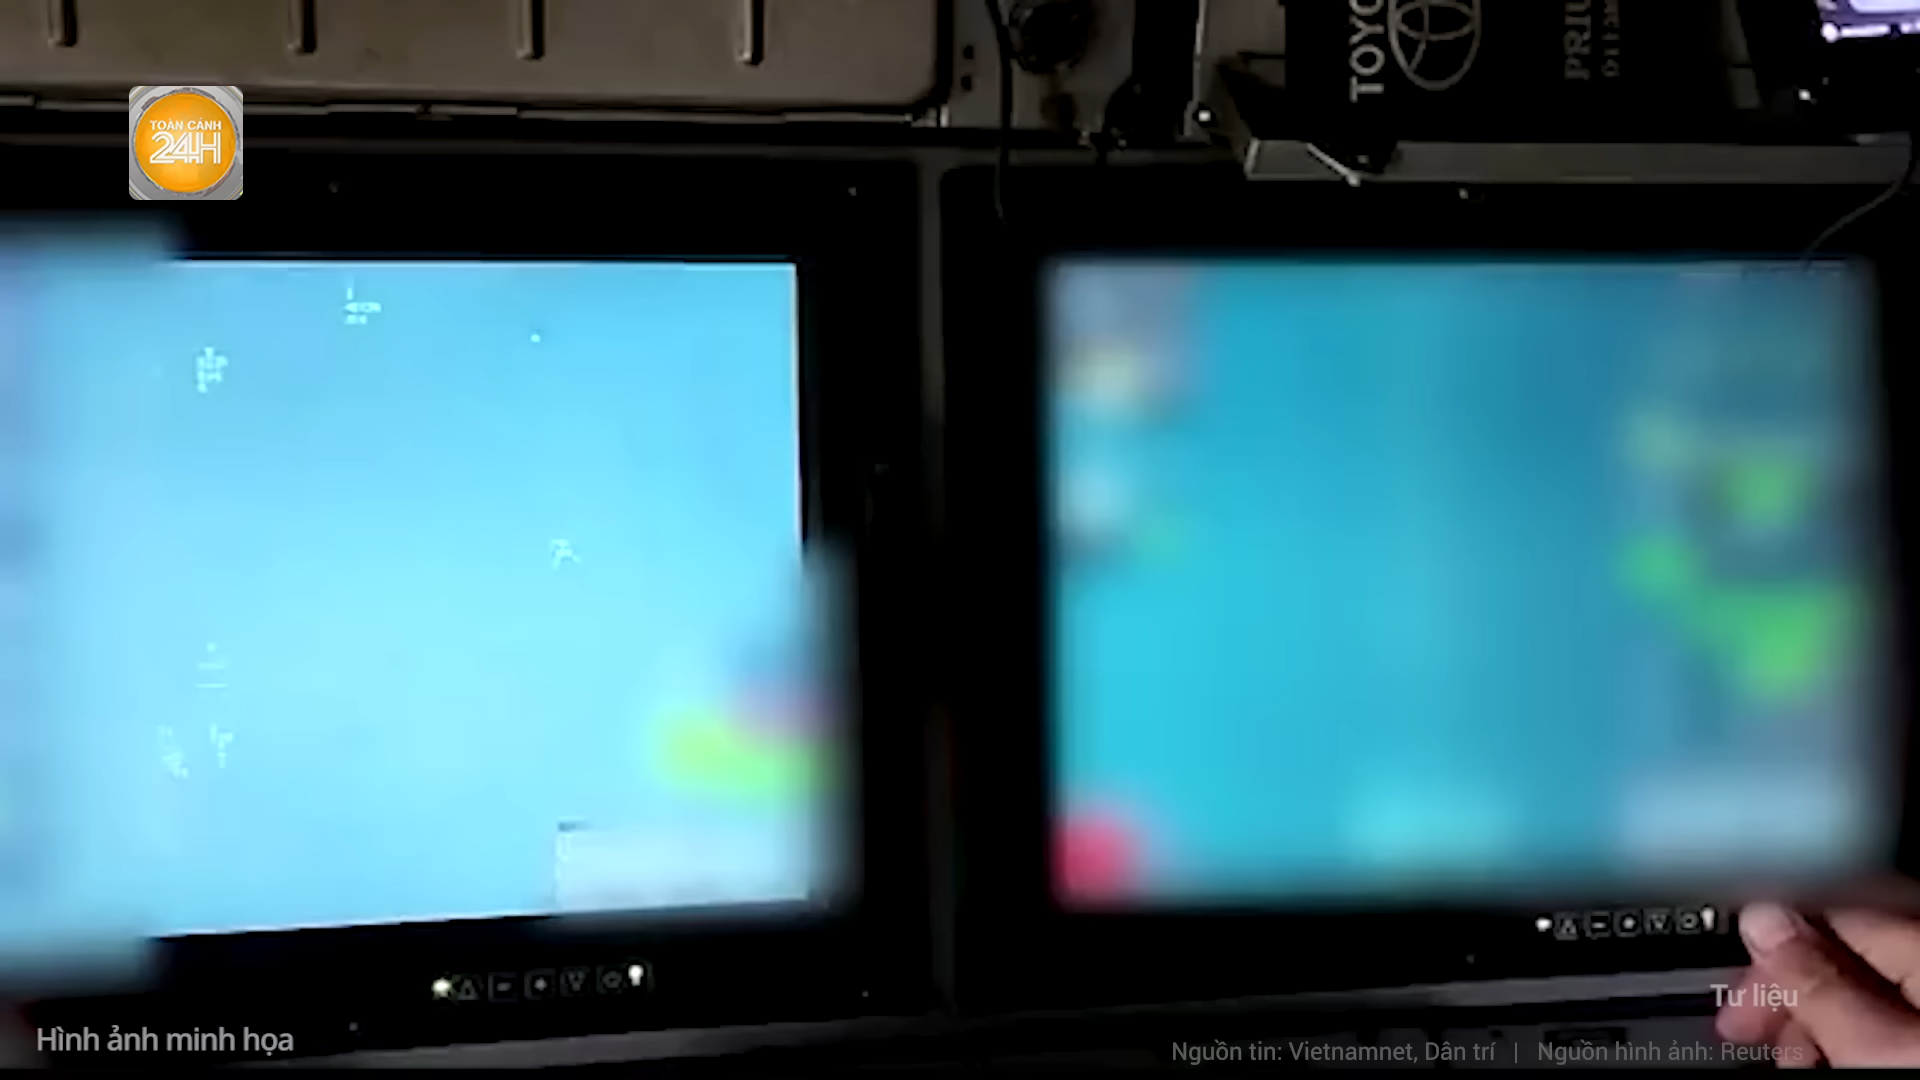 TOYO
PRIU
TOÀN CẢNH
24H
Tư liệu
Hình ảnh minh họa
Nguồn tin: Vietnamnet, Dân trí | Nguồn hình ảnh: Reuters